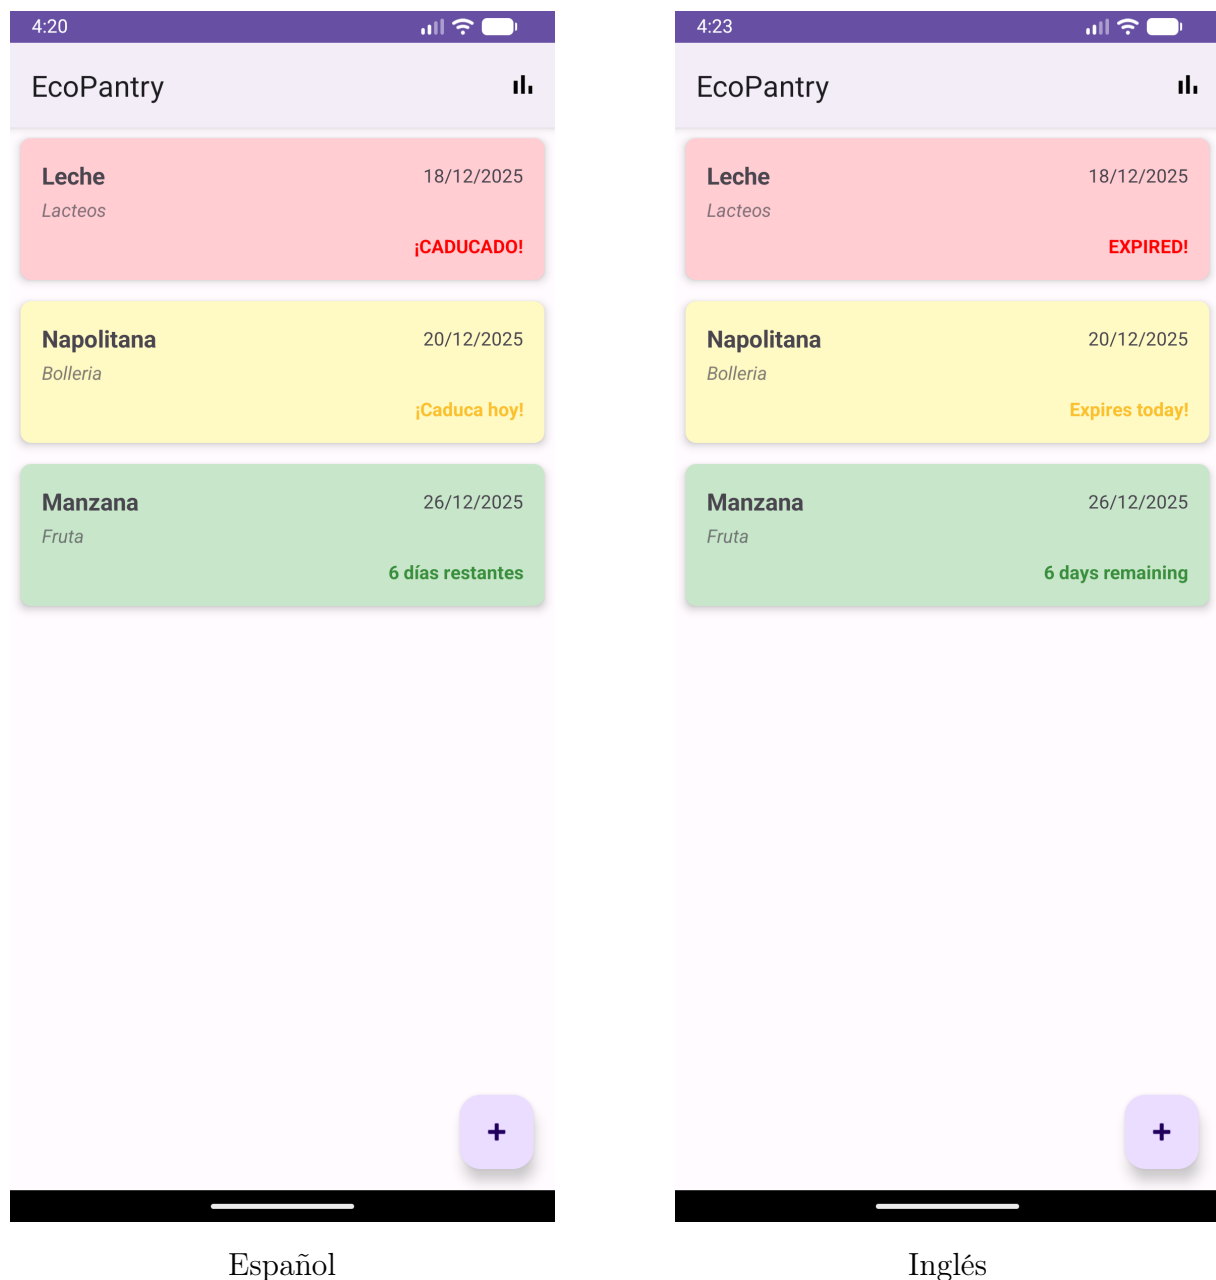 4:20
EcoPantry
Leche 18/12/2025
Lacteos
¡CADUCADO!
Napolitana 20/12/2025
Bolleria
¡Caduca hoy!
Manzana 26/12/2025
Fruta
6 días restantes
+
Español
4:23
EcoPantry
Leche 18/12/2025
Lacteos
EXPIRED!
Napolitana 20/12/2025
Bolleria
Expires today!
Manzana 26/12/2025
Fruta
6 days remaining
+
Inglés